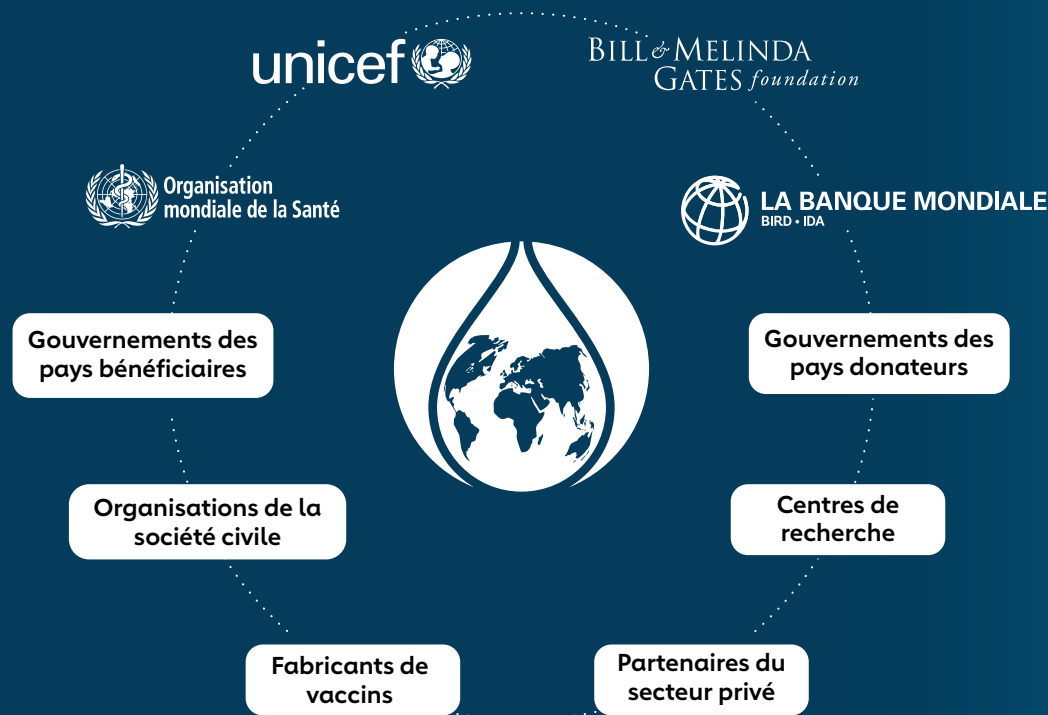 unicef
BILL & MELINDA
GATES foundation
Organisation
mondiale de la Santé
LA BANQUE MONDIALE
BIRD • IDA
Gouvernements des
pays bénéficiaires
Gouvernements des
pays donateurs
Organisations de la
société civile
Centres de
recherche
Fabricants de
vaccins
Partenaires du
secteur privé